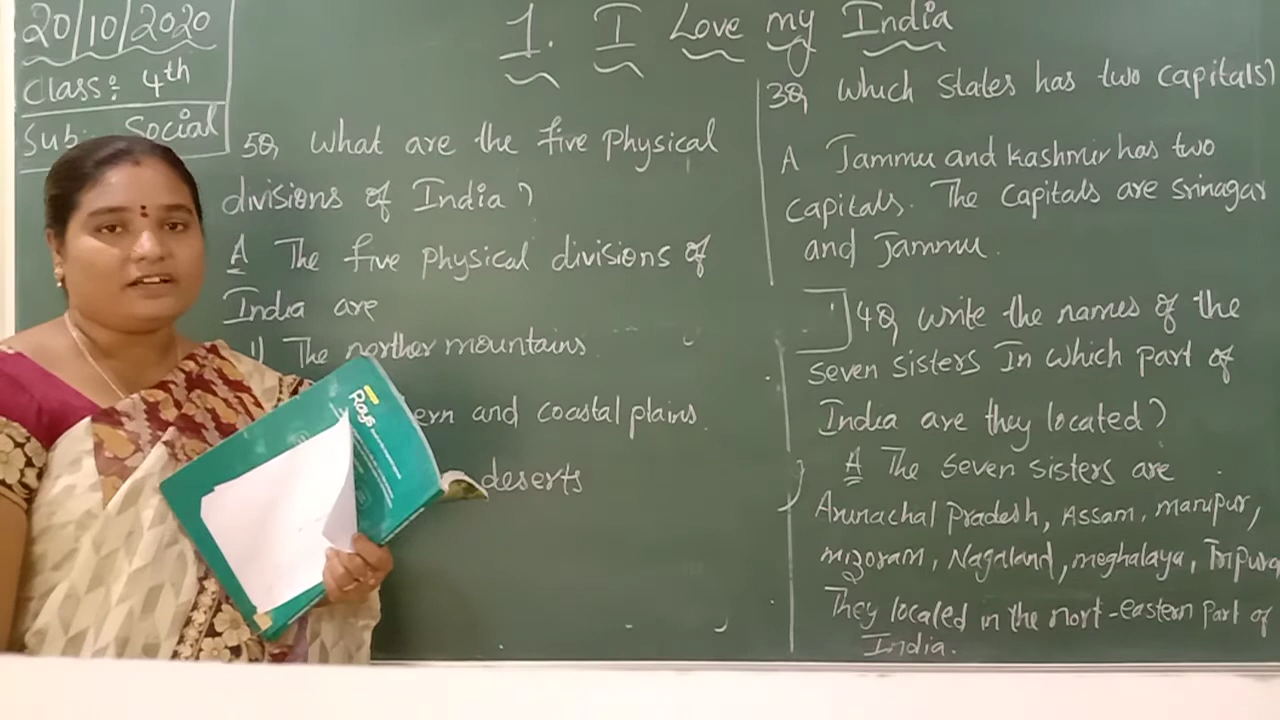 20/10/2020
Class: 4th
Sub: Social
1. I Love my India
5Q, What are the five Physical
divisions of India?
A The five physical divisions of
India are
1) The norther mountains
ern and coastal plains.
deserts
3Q, Which states has two capitals?
A Jammu and Kashmir has two
capitals. The Capitals are Srinagar
and Jammu.
4Q, Write the names of the
seven sisters In which part of
India are they located?
A The seven sisters are
Arunachal Pradesh, Assam, manipur,
mizoram, Nagaland, meghalaya, Tripura
They located in the nort-eastern part of
India.
Rays